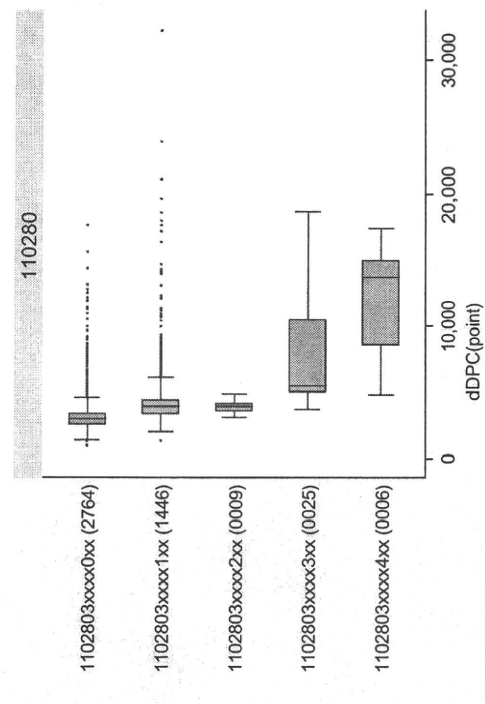 110280
1102803xxxx0xx (2764)
1102803xxxx1xx (1446)
1102803xxxx2xx (0009)
1102803xxxx3xx (0025)
1102803xxxx4xx (0006)
0
10,000
20,000
30,000
dDPC(point)